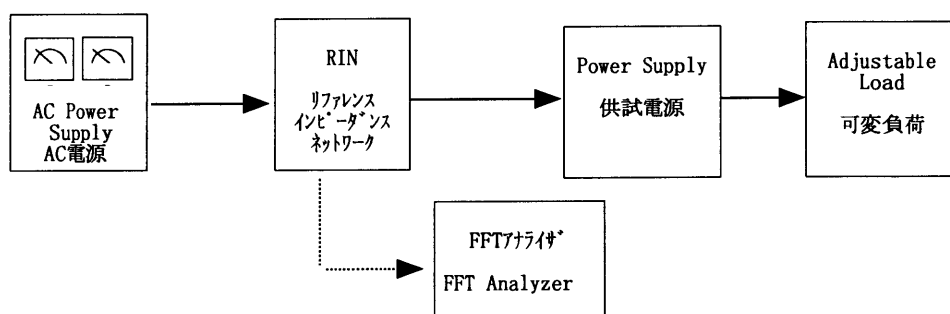 AC Power
Supply
AC電源
RIN
ﾘﾌｧﾚﾝｽ
ｲﾝﾋﾟｰﾀﾞﾝｽ
ﾈｯﾄﾜｰｸ
Power Supply
供試電源
Adjustable
Load
可変負荷
FFTｱﾅﾗｲｻﾞ
FFT Analyzer